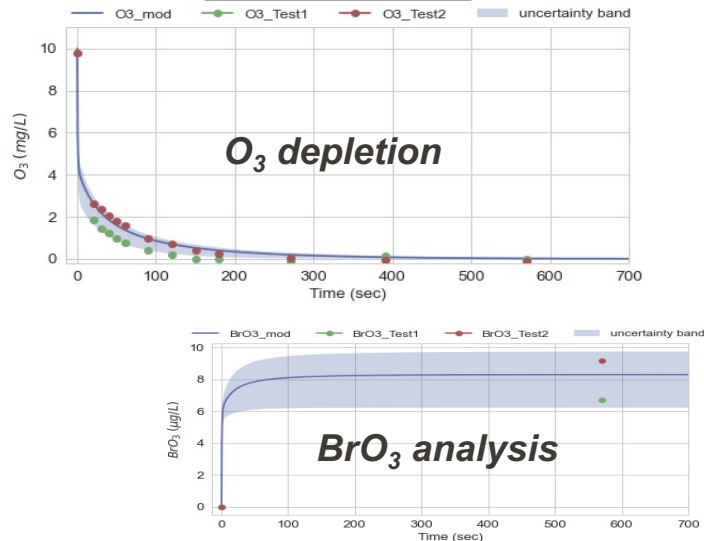 O3_mod O3_Test1 O3_Test2 uncertainty band
10
8
6
4
2
0
O₃ (mg/L)
O₃ depletion
0 100 200 300 400 500 600 700
Time (sec)
BrO3_mod BrO3_Test1 BrO3_Test2 uncertainty band
10
8
6
4
2
0
BrO₃ (μg/L)
BrO₃ analysis
0 100 200 300 400 500 600 700
Time (sec)